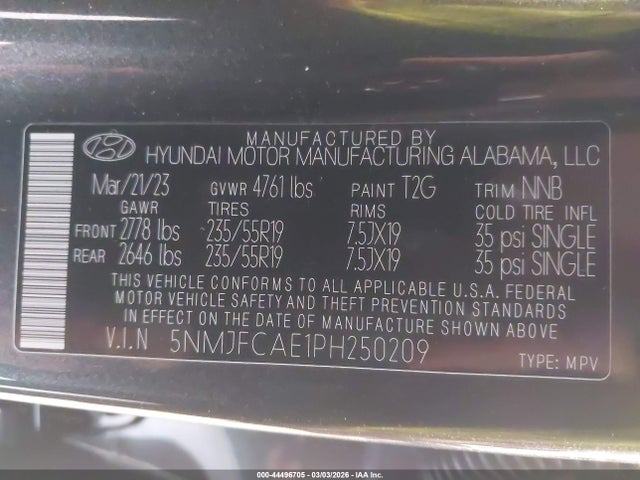 MANUFACTURED BY
HYUNDAI MOTOR MANUFACTURING ALABAMA, LLC
Mar/21/23 GVWR 4761 lbs PAINT T2G TRIM NNB
GAWR TIRES RIMS COLD TIRE INFL
FRONT 2778 lbs 235/55R19 7.5JX19 35 psi SINGLE
REAR 2646 lbs 235/55R19 7.5JX19 35 psi SINGLE
THIS VEHICLE CONFORMS TO ALL APPLICABLE U.S.A. FEDERAL
MOTOR VEHICLE SAFETY AND THEFT PREVENTION STANDARDS
IN EFFECT ON THE DATE OF MANUFACTURE SHOWN ABOVE
V.I.N 5NMJFCAE1PH250209
TYPE: MPV
000-44496705 - 03/03/2026 - IAA Inc.